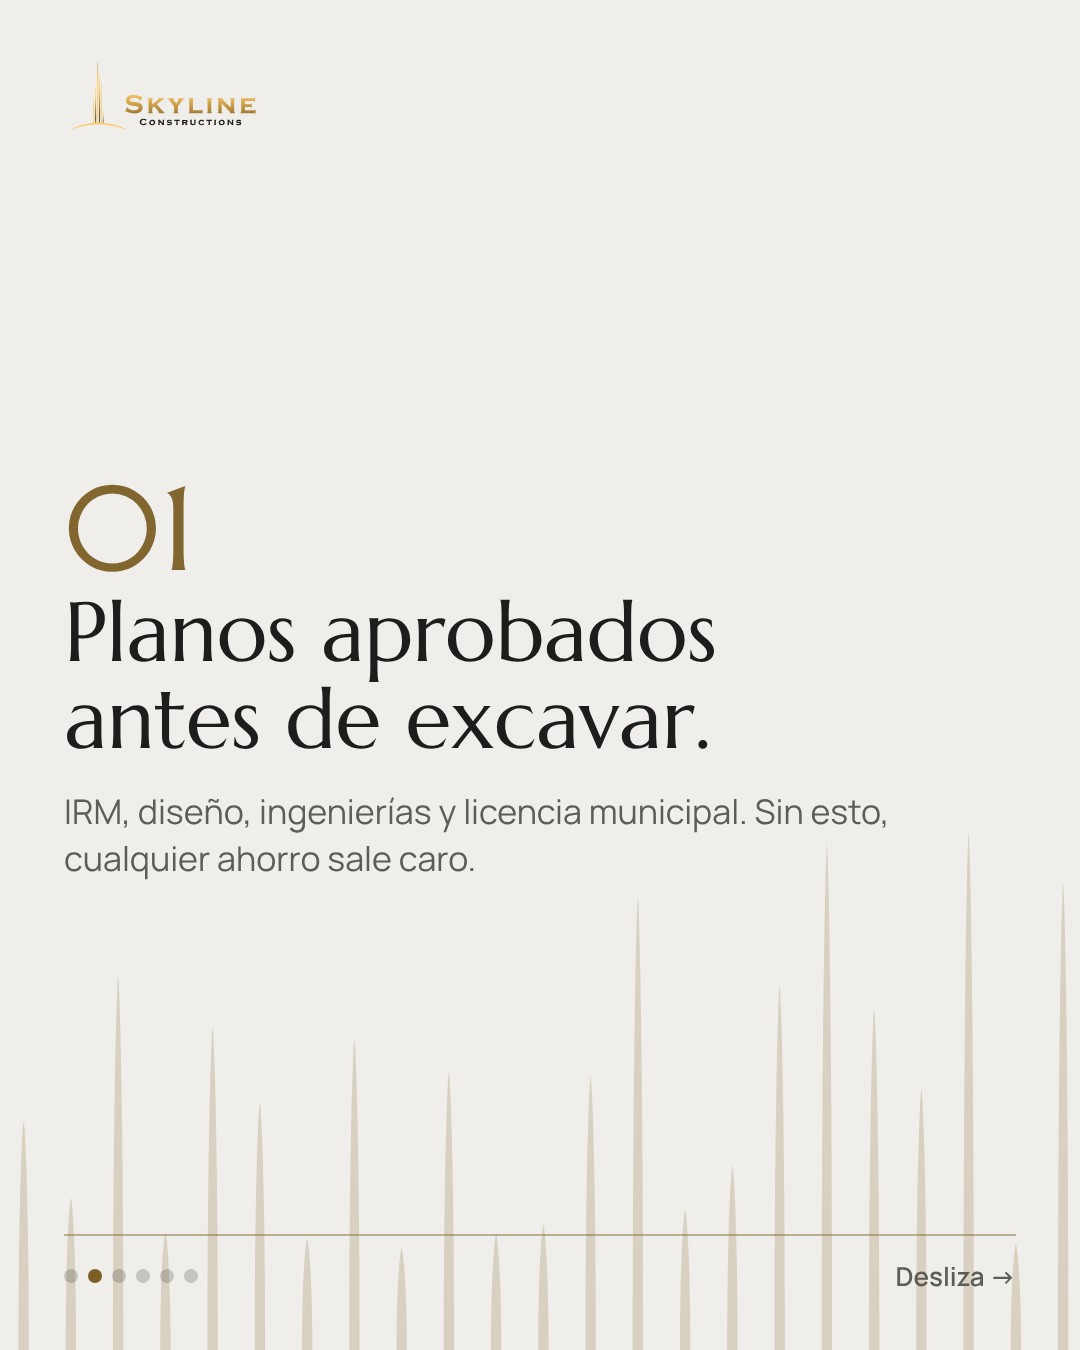 SKYLINE
CONSTRUCTIONS
01
Planos aprobados
antes de excavar.
IRM, diseño, ingenierías y licencia municipal. Sin esto,
cualquier ahorro sale caro.
Desliza →